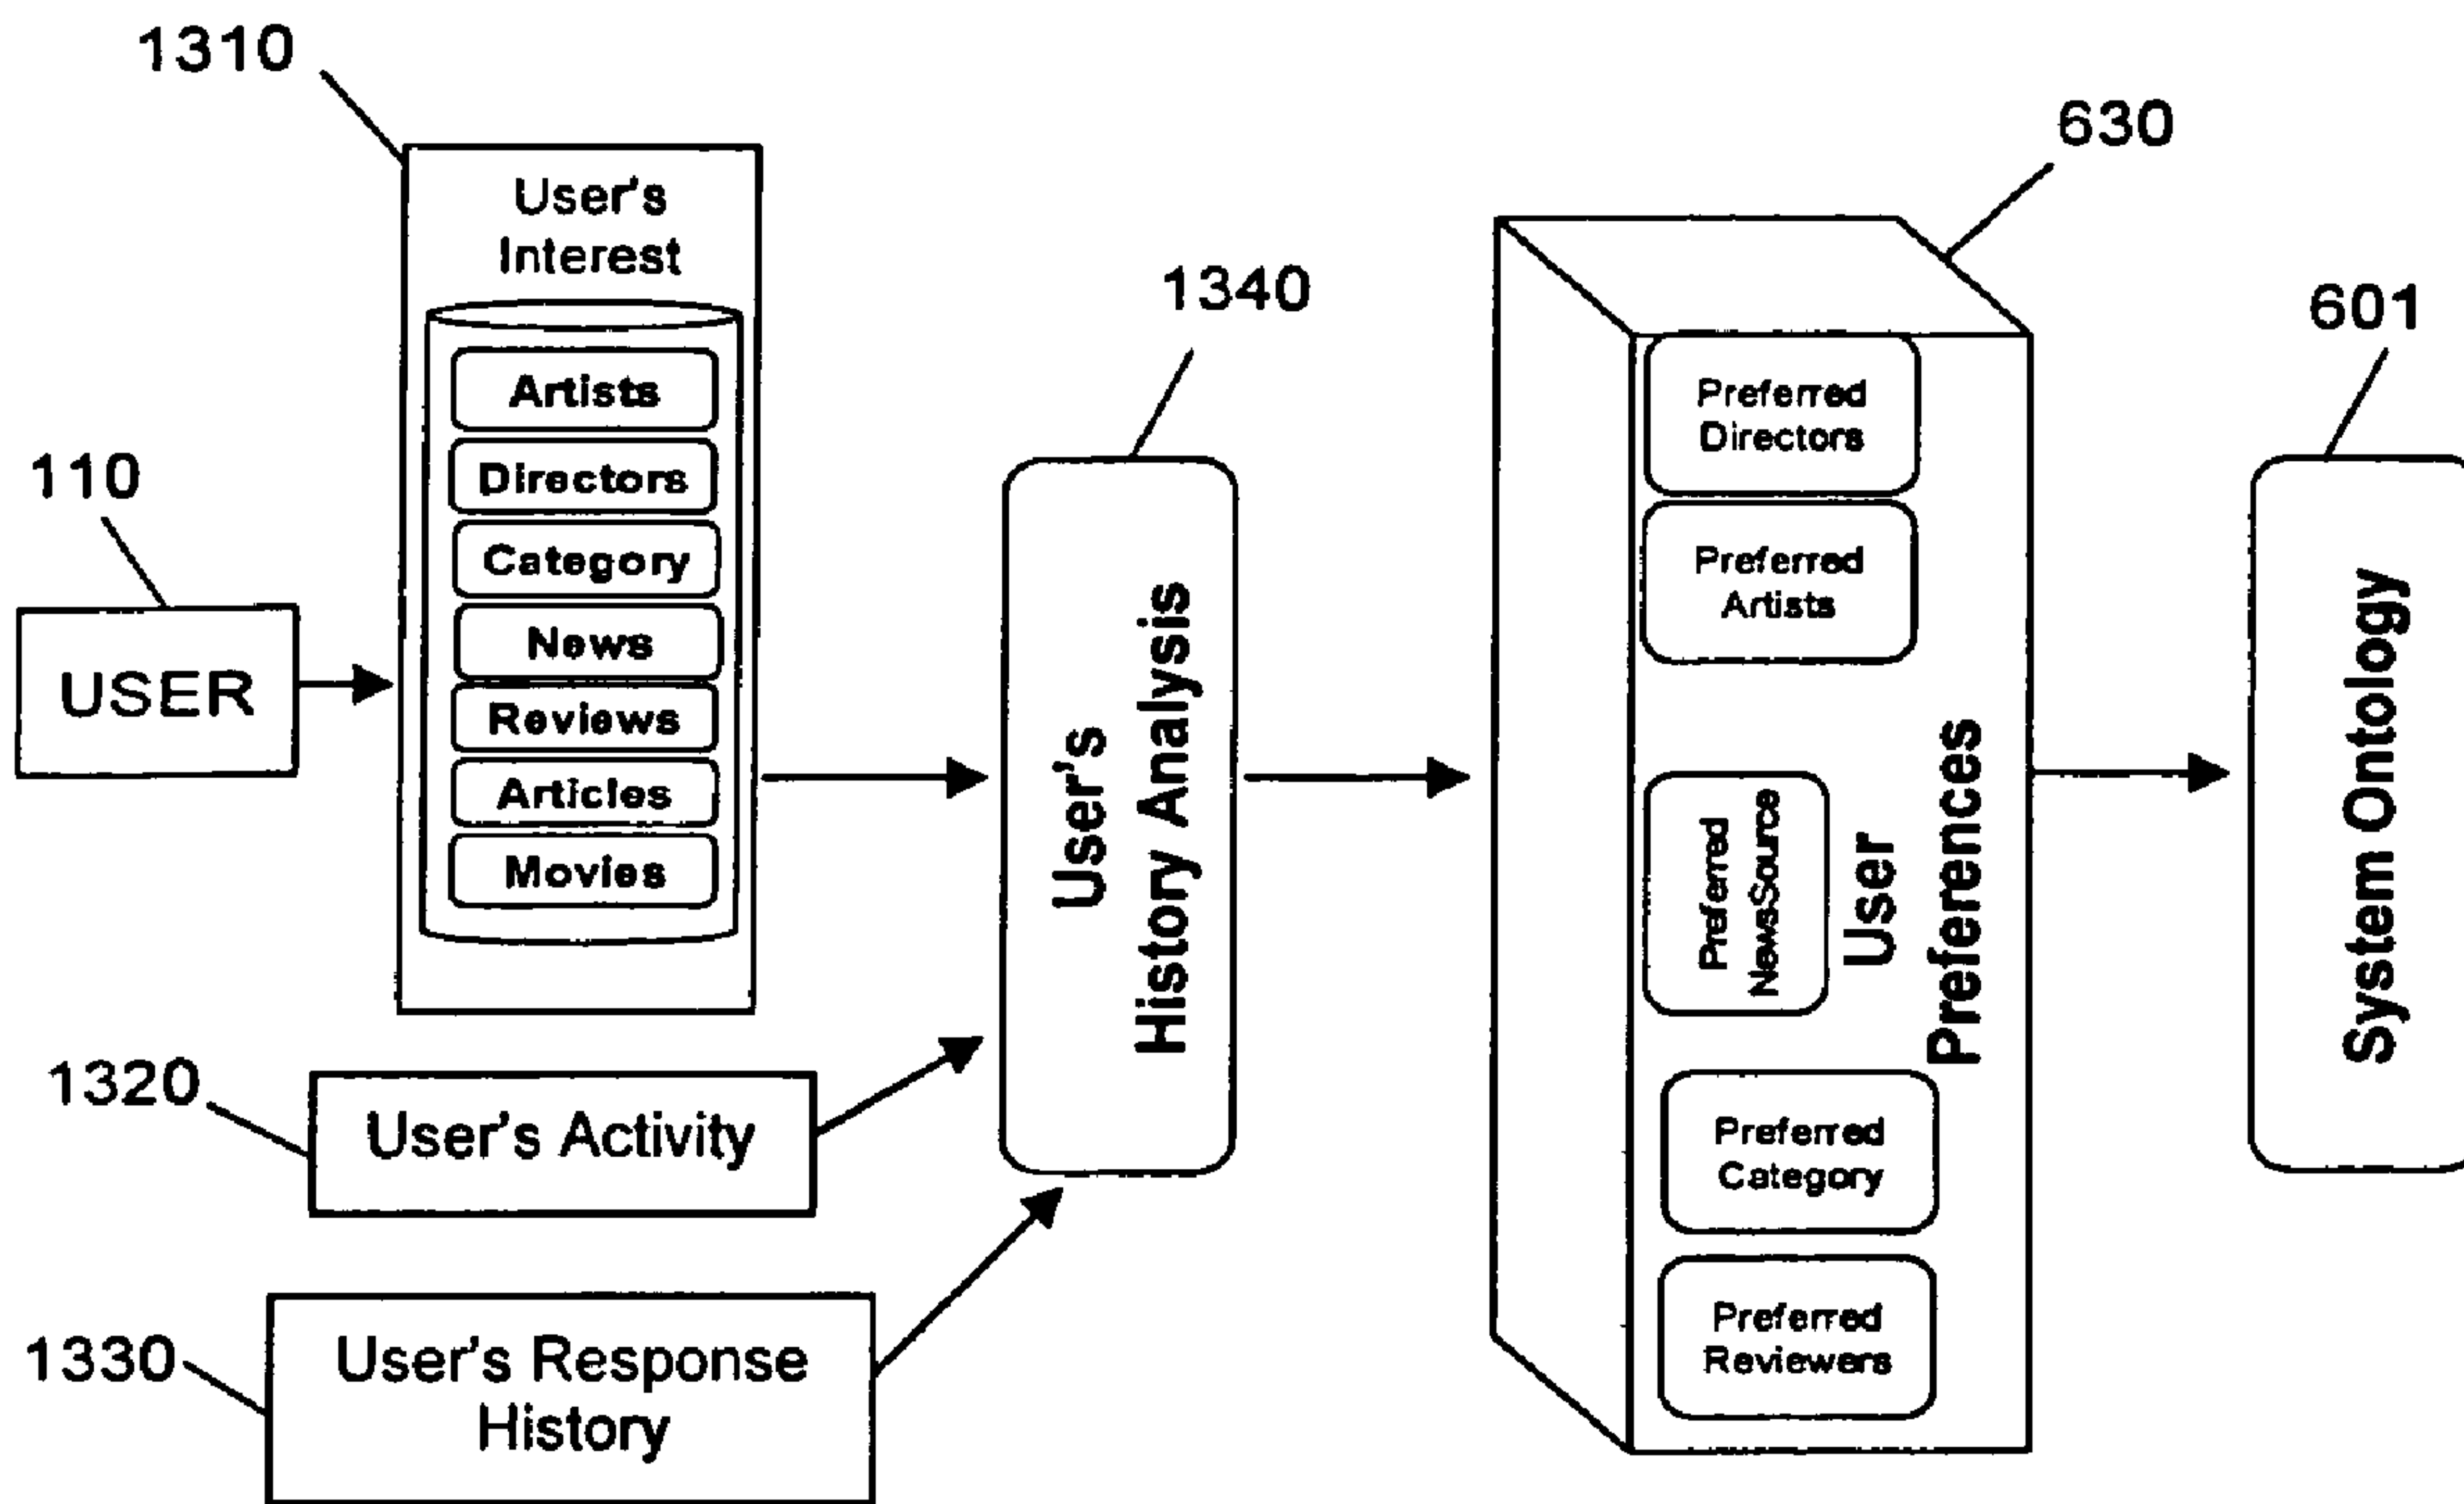 1310
User's
Interest
Artists
Directors
Category
News
Reviews
Articles
Movies
110
USER
1320
User's Activity
1330
User's Response
History
1340
User's
History Analysis
630
Preferred
Directors
Preferred
Artists
Preferred
NewsSource
User
Preferences
Preferred
Category
Preferred
Reviewers
601
System Ontology